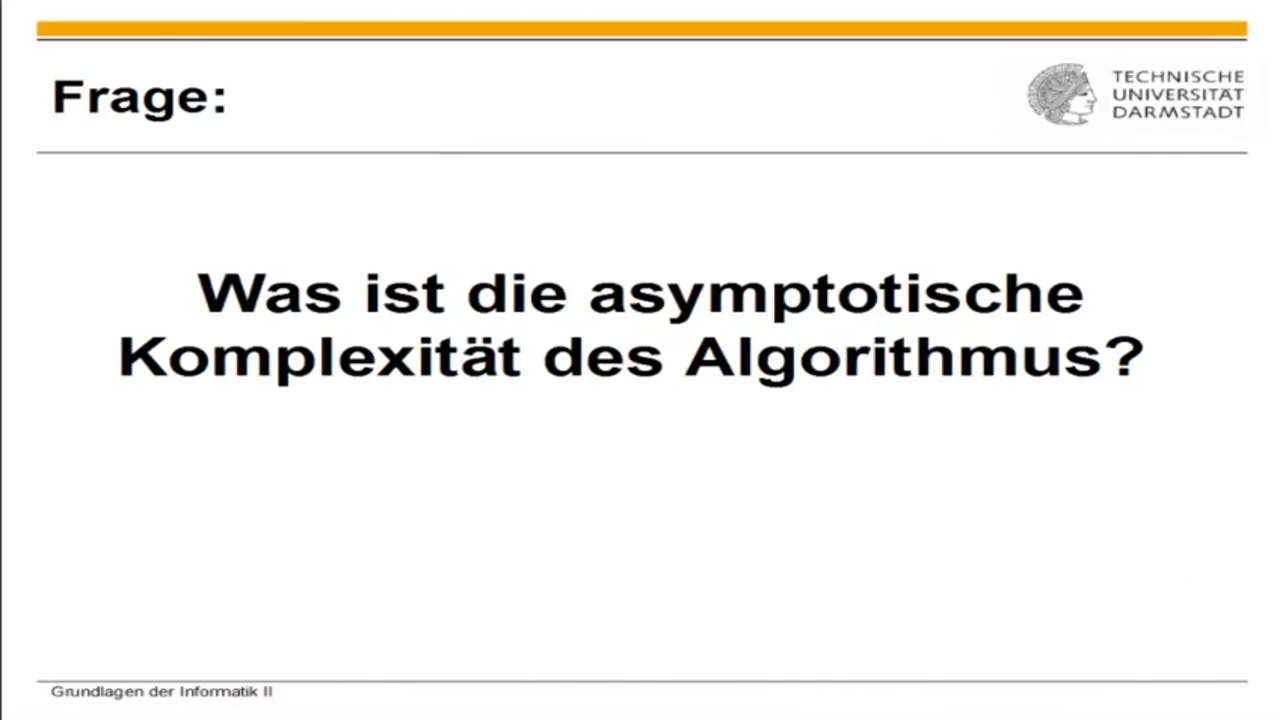 Frage:
TECHNISCHE
UNIVERSITÄT
DARMSTADT
Was ist die asymptotische
Komplexität des Algorithmus?
Grundlagen der Informatik II